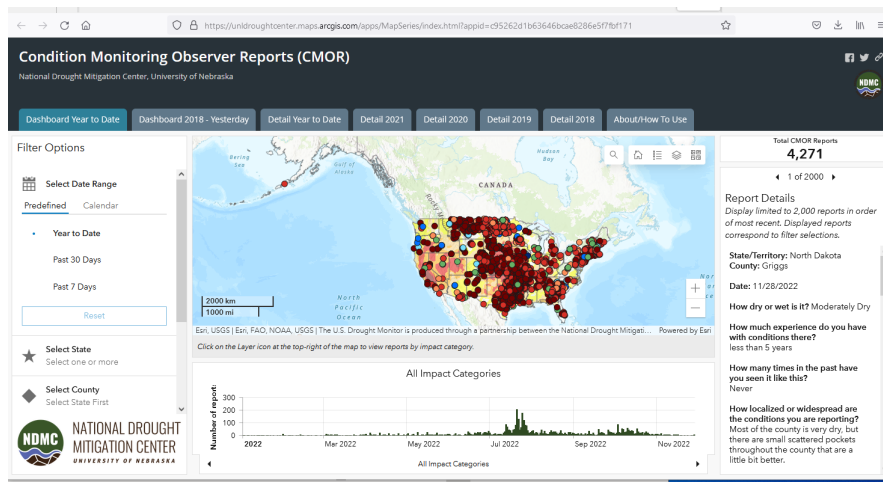 https://unldroughtcenter.maps.arcgis.com/apps/MapSeries/index.html?appid=c95262d1b63646bcae8286e5f7fbf171
Condition Monitoring Observer Reports (CMOR)
National Drought Mitigation Center, University of Nebraska
NDMC
Dashboard Year to Date
Dashboard 2018 - Yesterday
Detail Year to Date
Detail 2021
Detail 2020
Detail 2019
Detail 2018
About/How To Use
Filter Options
Select Date Range
Predefined
Calendar
Year to Date
Past 30 Days
Past 7 Days
Reset
Select State
Select one or more
Select County
Select State First
NDMC
NATIONAL DROUGHT
MITIGATION CENTER
UNIVERSITY OF NEBRASKA
Bering
Sea
Gulf of
Alaska
Hudson
Bay
CANADA
Rocky
North
Pacific
Ocean
2000 km
1000 mi
Esri, USGS | Esri, FAO, NOAA, USGS | The U.S. Drought Monitor is produced through a partnership between the National Drought Mitigati...
Powered by Esri
Click on the Layer icon at the top-right of the map to view reports by impact category.
All Impact Categories
Number of report:
300
200
100
0
2022
Mar 2022
May 2022
Jul 2022
Sep 2022
Nov 2022
All Impact Categories
Total CMOR Reports
4,271
1 of 2000
Report Details
Display limited to 2,000 reports in order
of most recent. Displayed reports
correspond to filter selections.
State/Territory: North Dakota
County: Griggs
Date: 11/28/2022
How dry or wet is it? Moderately Dry
How much experience do you have
with conditions there?
less than 5 years
How many times in the past have
you seen it like this?
Never
How localized or widespread are
the conditions you are reporting?
Most of the county is very dry, but
there are small scattered pockets
throughout the county that are a
little bit better.